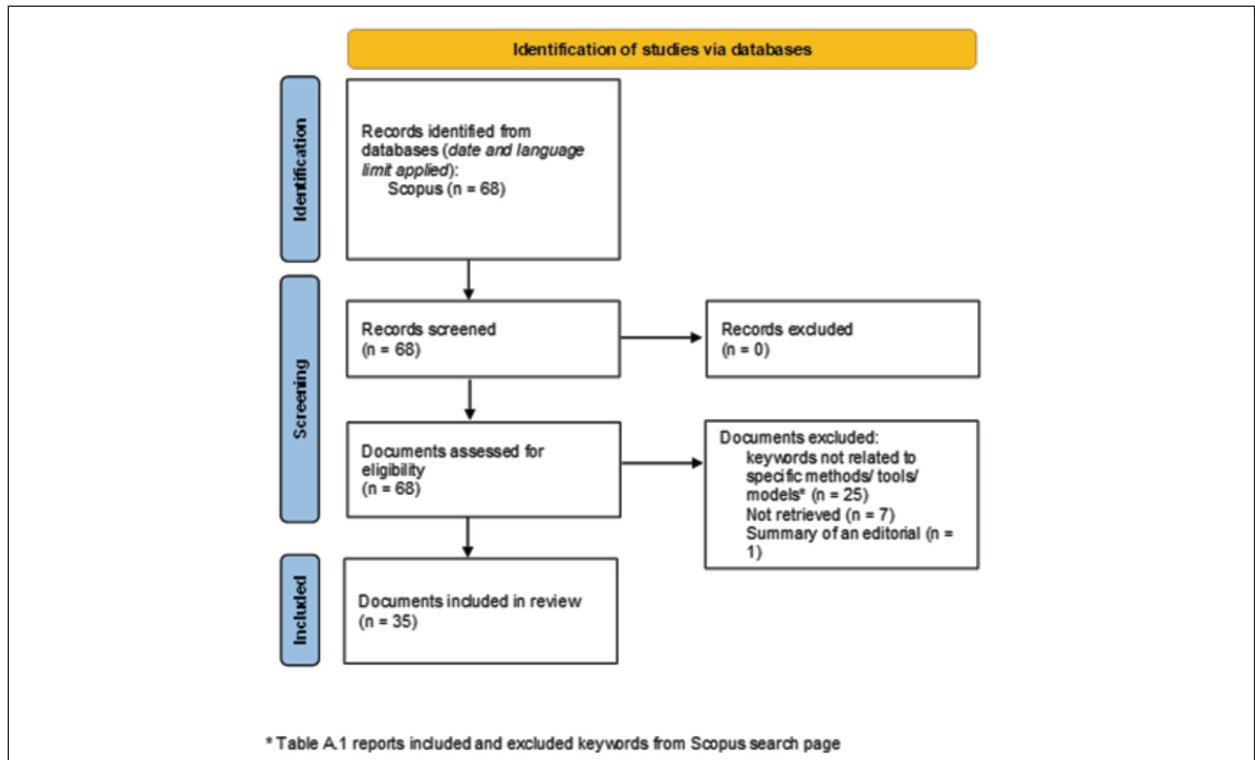 Identification of studies via databases
Identification
Records identified from
databases (date and language
limit applied):
Scopus (n = 68)
Screening
Records screened
(n = 68)
Records excluded
(n = 0)
Documents assessed for
eligibility
(n = 68)
Documents excluded:
keywords not related to
specific methods/ tools/
models* (n = 25)
Not retrieved (n = 7)
Summary of an editorial (n =
1)
Included
Documents included in review
(n = 35)
* Table A.1 reports included and excluded keywords from Scopus search page